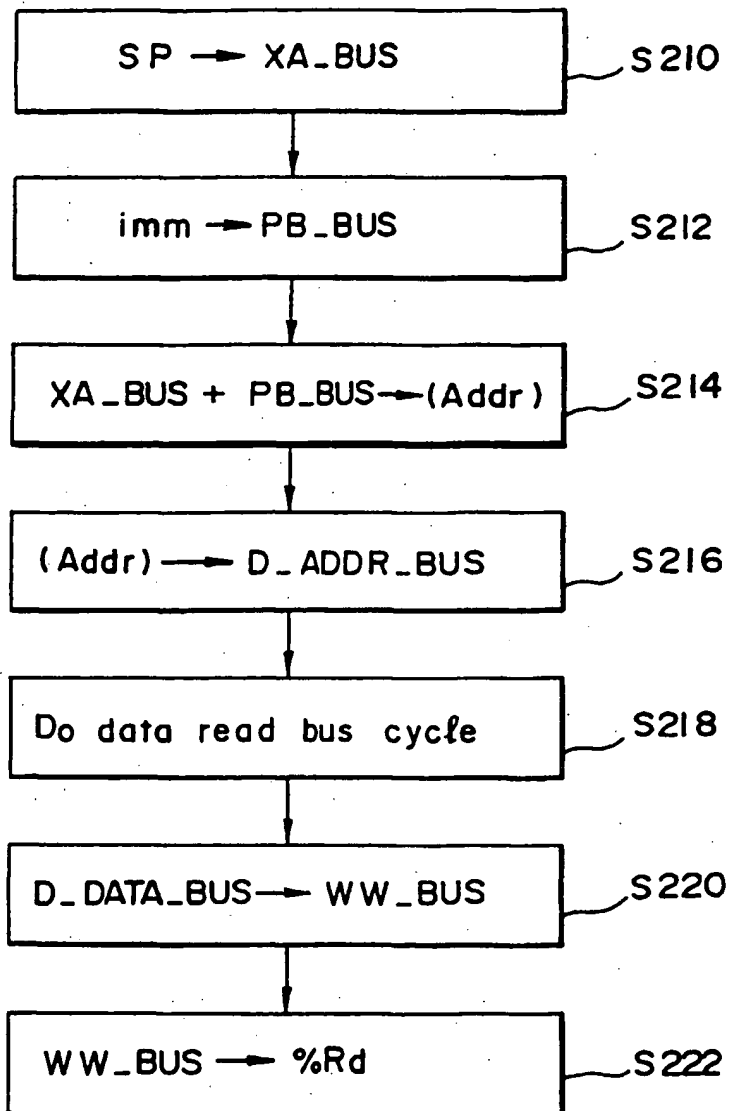 SP → XA_BUS S210
imm → PB_BUS S212
XA_BUS + PB_BUS → (Addr) S214
(Addr) → D_ADDR_BUS S216
Do data read bus cycle S218
D_DATA_BUS → WW_BUS S220
WW_BUS → %Rd S222